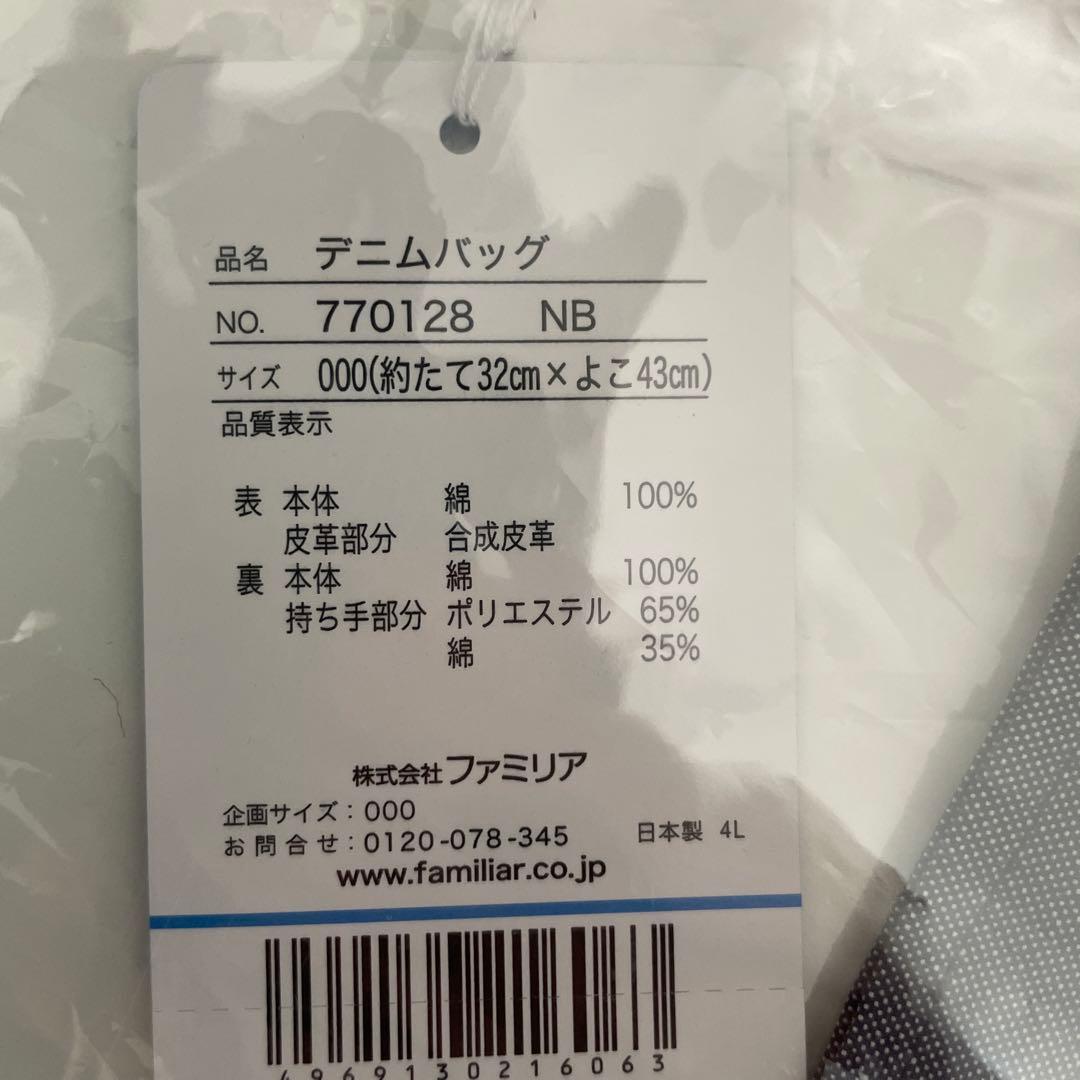 品名 デニムバッグ
NO. 770128 NB
サイズ 000(約たて32㎝×よこ43㎝)
品質表示
表 本体 綿 100%
皮革部分 合成皮革
裏 本体 綿 100%
持ち手部分 ポリエステル 65%
綿 35%
株式会社ファミリア
企画サイズ：000
お問合せ：0120-078-345 日本製 4L
www.familiar.co.jp
4969130216063